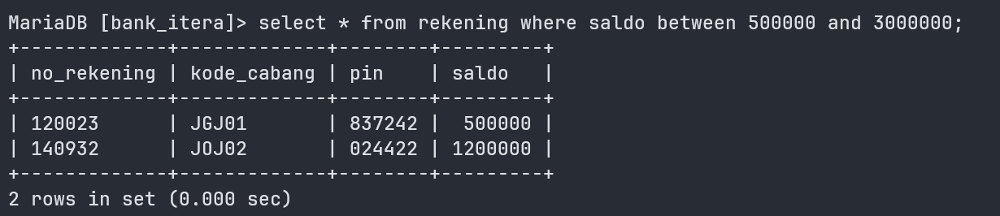 MariaDB [bank_itera]> select * from rekening where saldo between 500000 and 3000000;
+-------------+-------------+--------+---------+
| no_rekening | kode_cabang | pin    | saldo   |
+-------------+-------------+--------+---------+
| 120023      | JGJ01       | 837242 |  500000 |
| 140932      | JOJ02       | 024422 | 1200000 |
+-------------+-------------+--------+---------+
2 rows in set (0.000 sec)